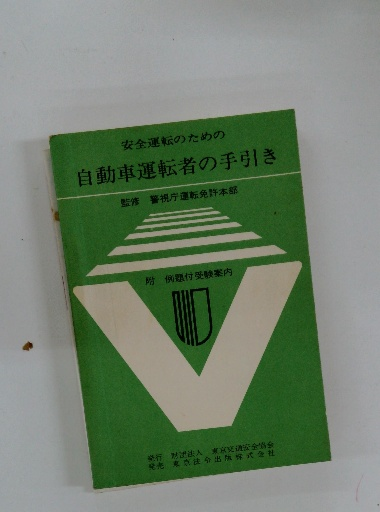 安全運転のための
自動車運転者の手引き
監修 警視庁運転免許本部
附 例題付受験案内
発行 財団法人 東京交通安全協会
発売 東京法令出版株式会社